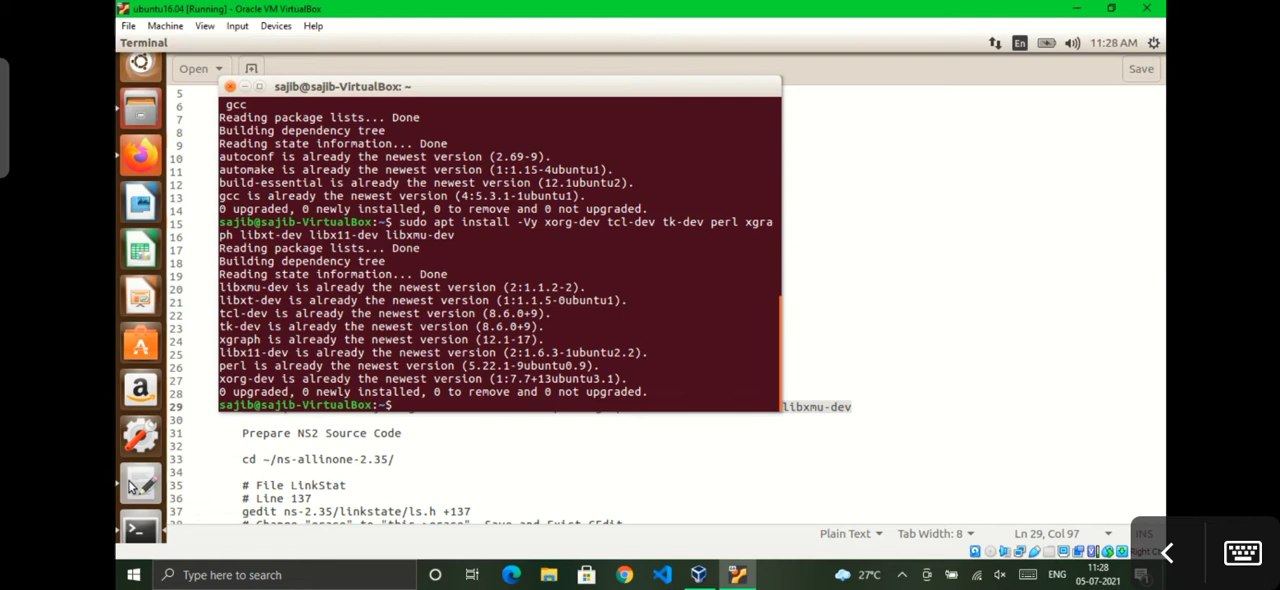 ubuntu16.04 [Running] - Oracle VM VirtualBox
File Machine View Input Devices Help
Terminal
En
11:28 AM
Open
Save
sajib@sajib-VirtualBox: ~
5
6
7
8
9
10
11
12
13
14
15
16
17
18
19
20
21
22
23
24
25
26
27
28
29
30
31
32
33
34
35
36
37
gcc
Reading package lists... Done
Building dependency tree
Reading state information... Done
autoconf is already the newest version (2.69-9).
automake is already the newest version (1:1.15-4ubuntu1).
build-essential is already the newest version (12.1ubuntu2).
gcc is already the newest version (4:5.3.1-1ubuntu1).
0 upgraded, 0 newly installed, 0 to remove and 0 not upgraded.
sajib@sajib-VirtualBox:~$ sudo apt install -Vy xorg-dev tcl-dev tk-dev perl xgra
ph libxt-dev libx11-dev libxmu-dev
Reading package lists... Done
Building dependency tree
Reading state information... Done
libxmu-dev is already the newest version (2:1.1.2-2).
libxt-dev is already the newest version (1:1.1.5-0ubuntu1).
tcl-dev is already the newest version (8.6.0+9).
tk-dev is already the newest version (8.6.0+9).
xgraph is already the newest version (12.1-17).
libx11-dev is already the newest version (2:1.6.3-1ubuntu2.2).
perl is already the newest version (5.22.1-9ubuntu0.9).
xorg-dev is already the newest version (1:7.7+13ubuntu3.1).
0 upgraded, 0 newly installed, 0 to remove and 0 not upgraded.
sajib@sajib-VirtualBox:~$
libxmu-dev
Prepare NS2 Source Code
cd ~/ns-allinone-2.35/
# File LinkStat
# Line 137
gedit ns-2.35/linkstate/ls.h +137
Plain Text Tab Width: 8 Ln 29, Col 97 INS
Right C
Type here to search
27°C
ENG
11:28
05-07-2021